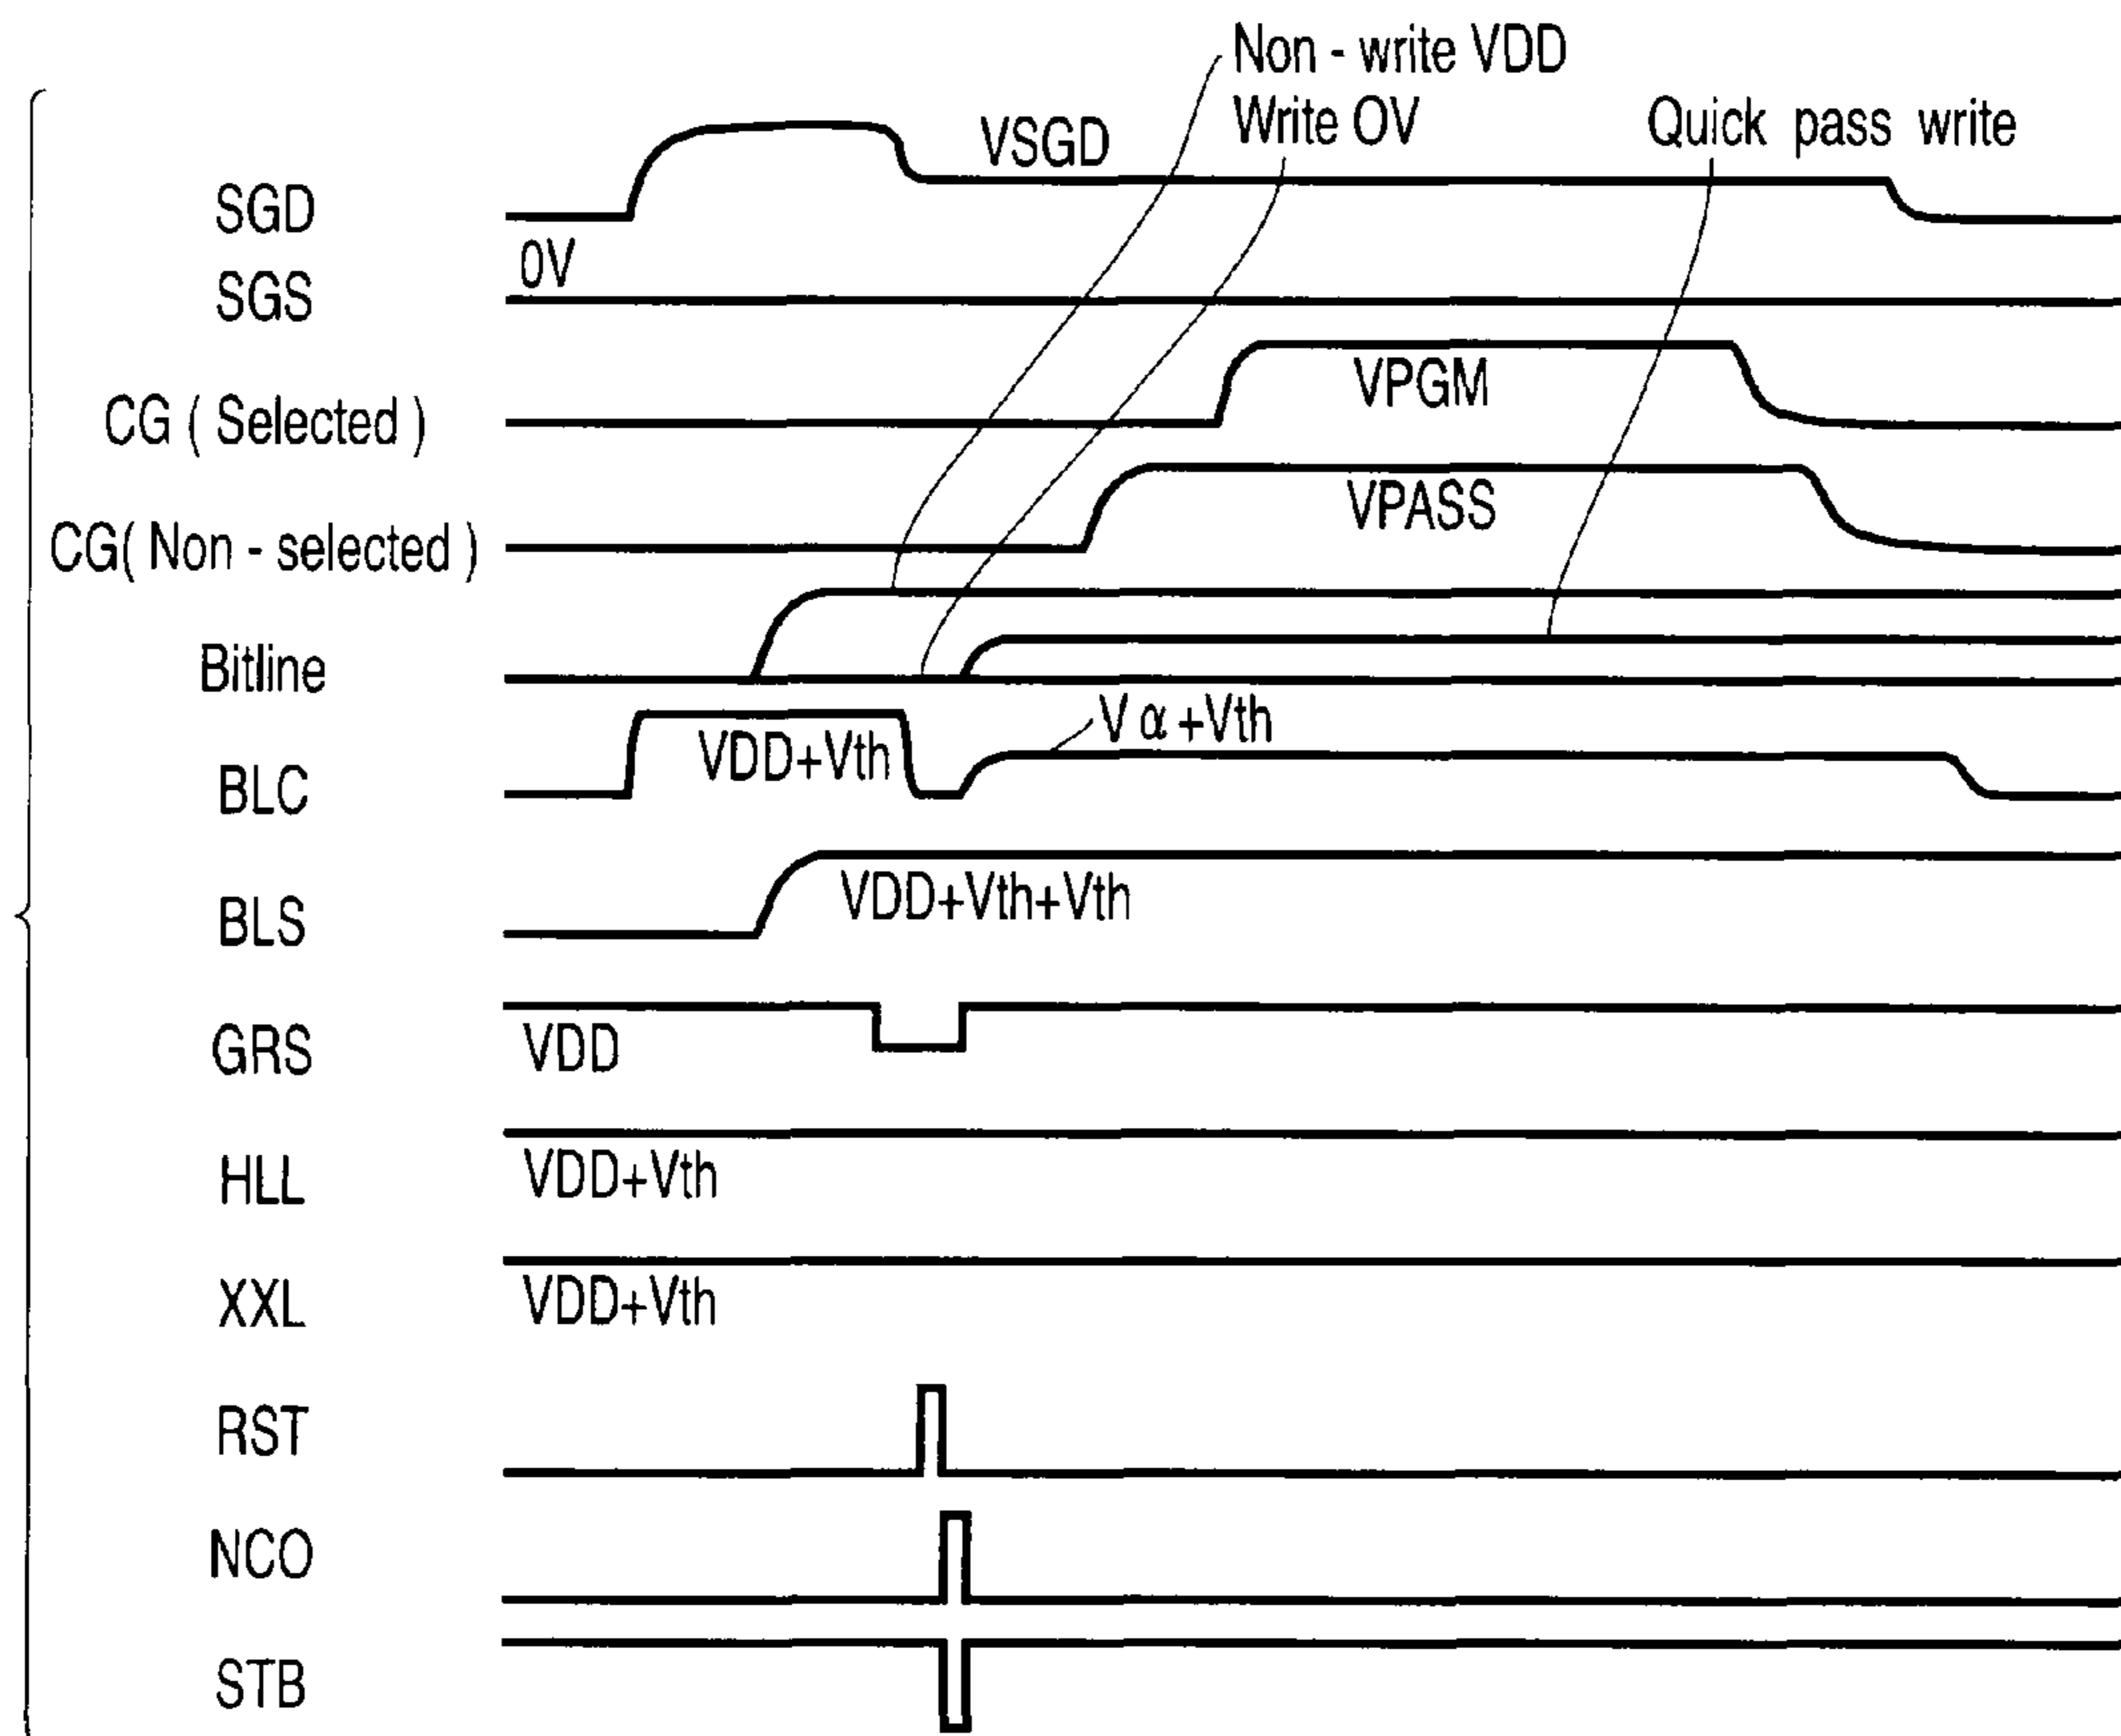 Non - write VDD
Write OV
Quick pass write
VSGD
SGD
0V
SGS
VPGM
CG ( Selected )
VPASS
CG( Non - selected )
Bitline
Vα+Vth
VDD+Vth
BLC
VDD+Vth+Vth
BLS
GRS
VDD
HLL
VDD+Vth
XXL
VDD+Vth
RST
NCO
STB